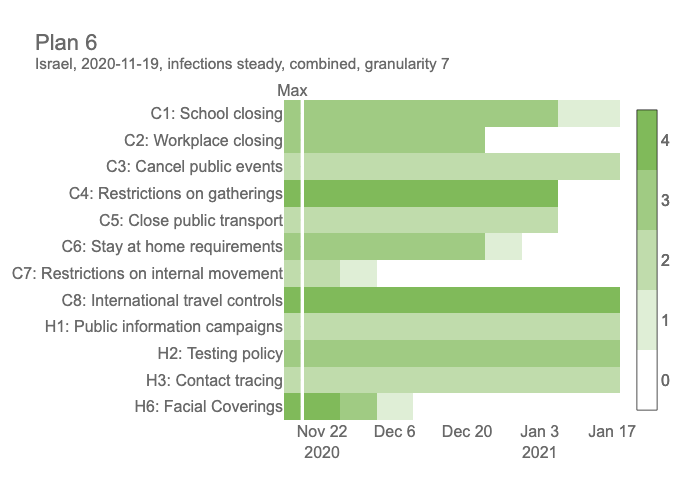 Plan 6
Israel, 2020-11-19, infections steady, combined, granularity 7
Max
C1: School closing
C2: Workplace closing
C3: Cancel public events
C4: Restrictions on gatherings
C5: Close public transport
C6: Stay at home requirements
C7: Restrictions on internal movement
C8: International travel controls
H1: Public information campaigns
H2: Testing policy
H3: Contact tracing
H6: Facial Coverings
Nov 22 Dec 6 Dec 20 Jan 3 Jan 17
2020 2021
4
3
2
1
0